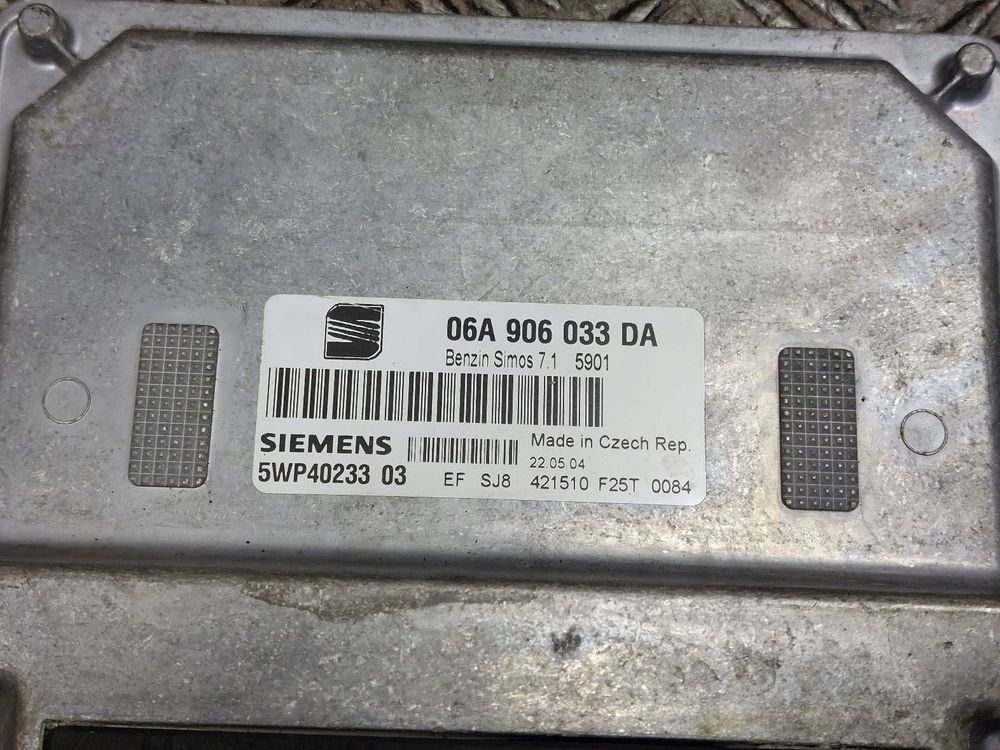 06A 906 033 DA
Benzin Simos 7.1 5901
SIEMENS
Made in Czech Rep.
22.05 04
5WP40233 03
EF SJ8 421510 F25T 0084